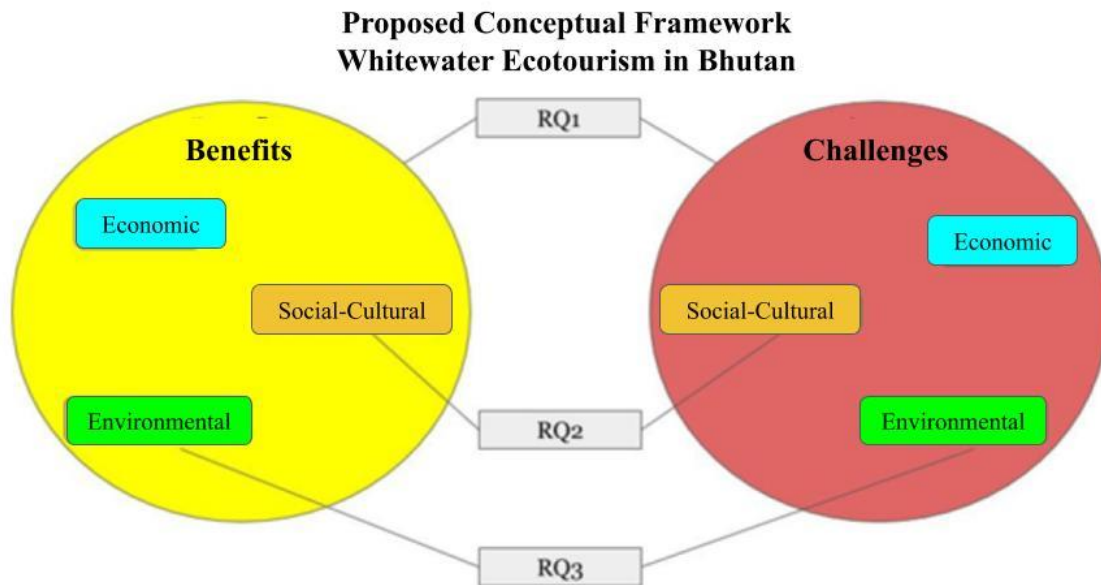 Proposed Conceptual Framework
Whitewater Ecotourism in Bhutan
RQ1
Benefits
Challenges
Economic
Economic
Social-Cultural
Social-Cultural
Environmental
Environmental
RQ2
RQ3